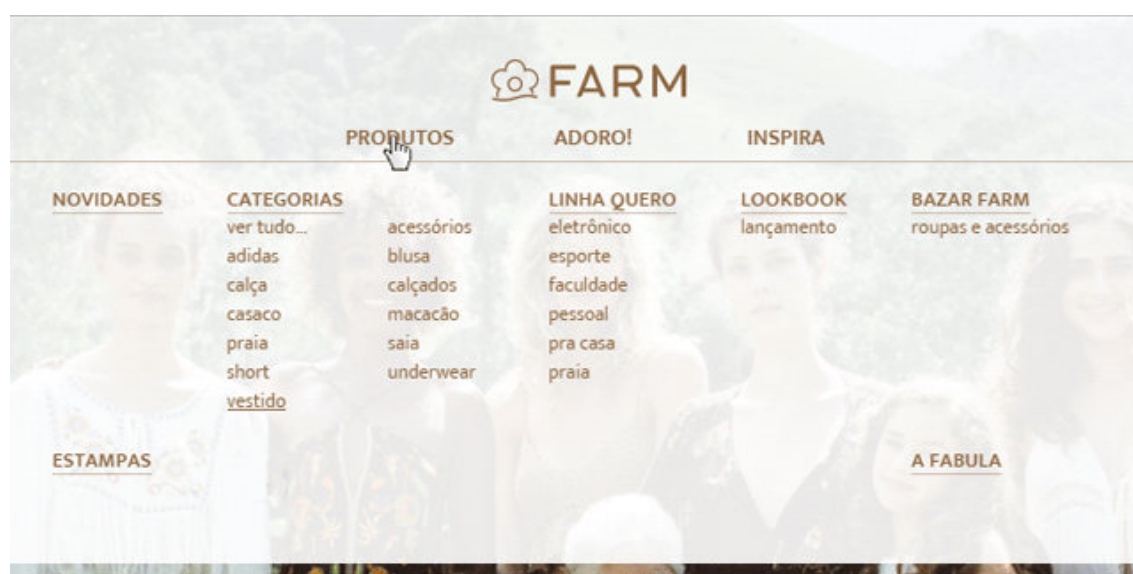 FARM
PRODUTOS ADORO! INSPIRA
NOVIDADES
CATEGORIAS
ver tudo...
adidas
calça
casaco
praia
short
vestido
acessórios
blusa
calçados
macacão
saia
underwear
LINHA QUERO
eletrônico
esporte
faculdade
pessoal
pra casa
praia
LOOKBOOK
lançamento
BAZAR FARM
roupas e acessórios
ESTAMPAS
A FABULA